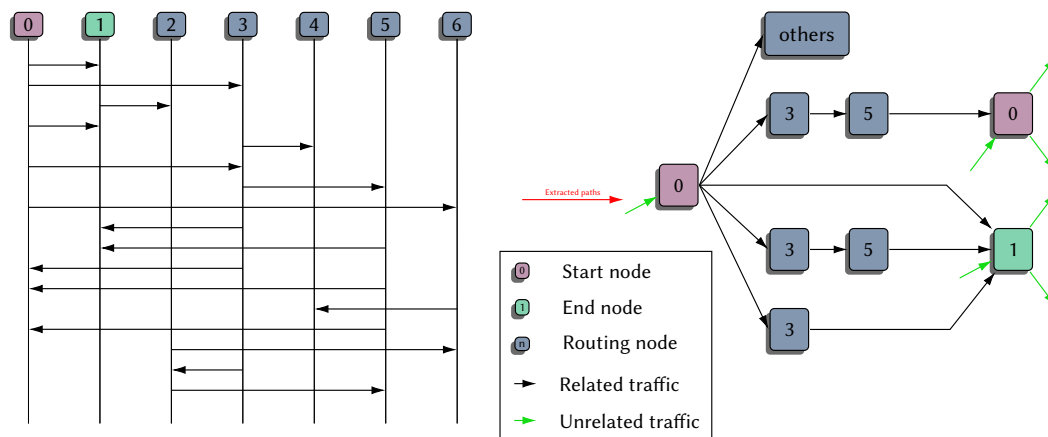 0 1 2 3 4 5 6
others
3 5 0
Extracted paths
0
3 5 1
3
0 Start node
1 End node
n Routing node
Related traffic
Unrelated traffic